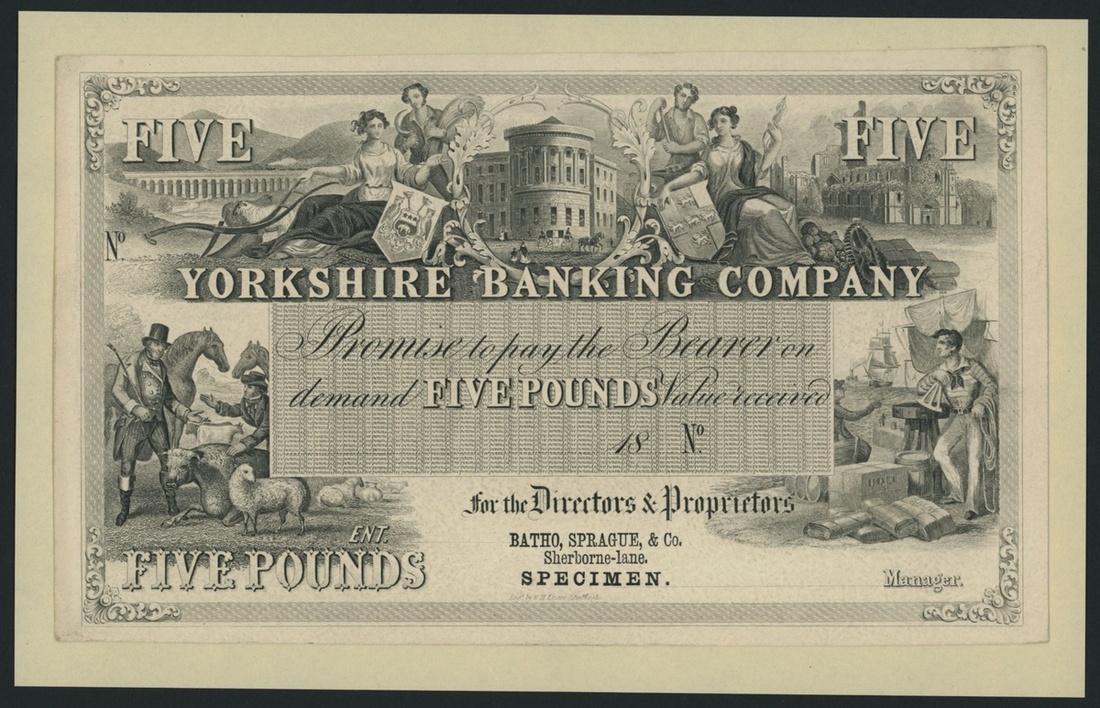 FIVE FIVE
Nº
YORKSHIRE BANKING COMPANY
Promise to pay the Bearer on
demand FIVE POUNDS Value received
18 Nº.
For the Directors & Proprietors
ENT.
BATHO, SPRAGUE, & Co.
Sherborne-lane.
FIVE POUNDS
SPECIMEN.
Manager.